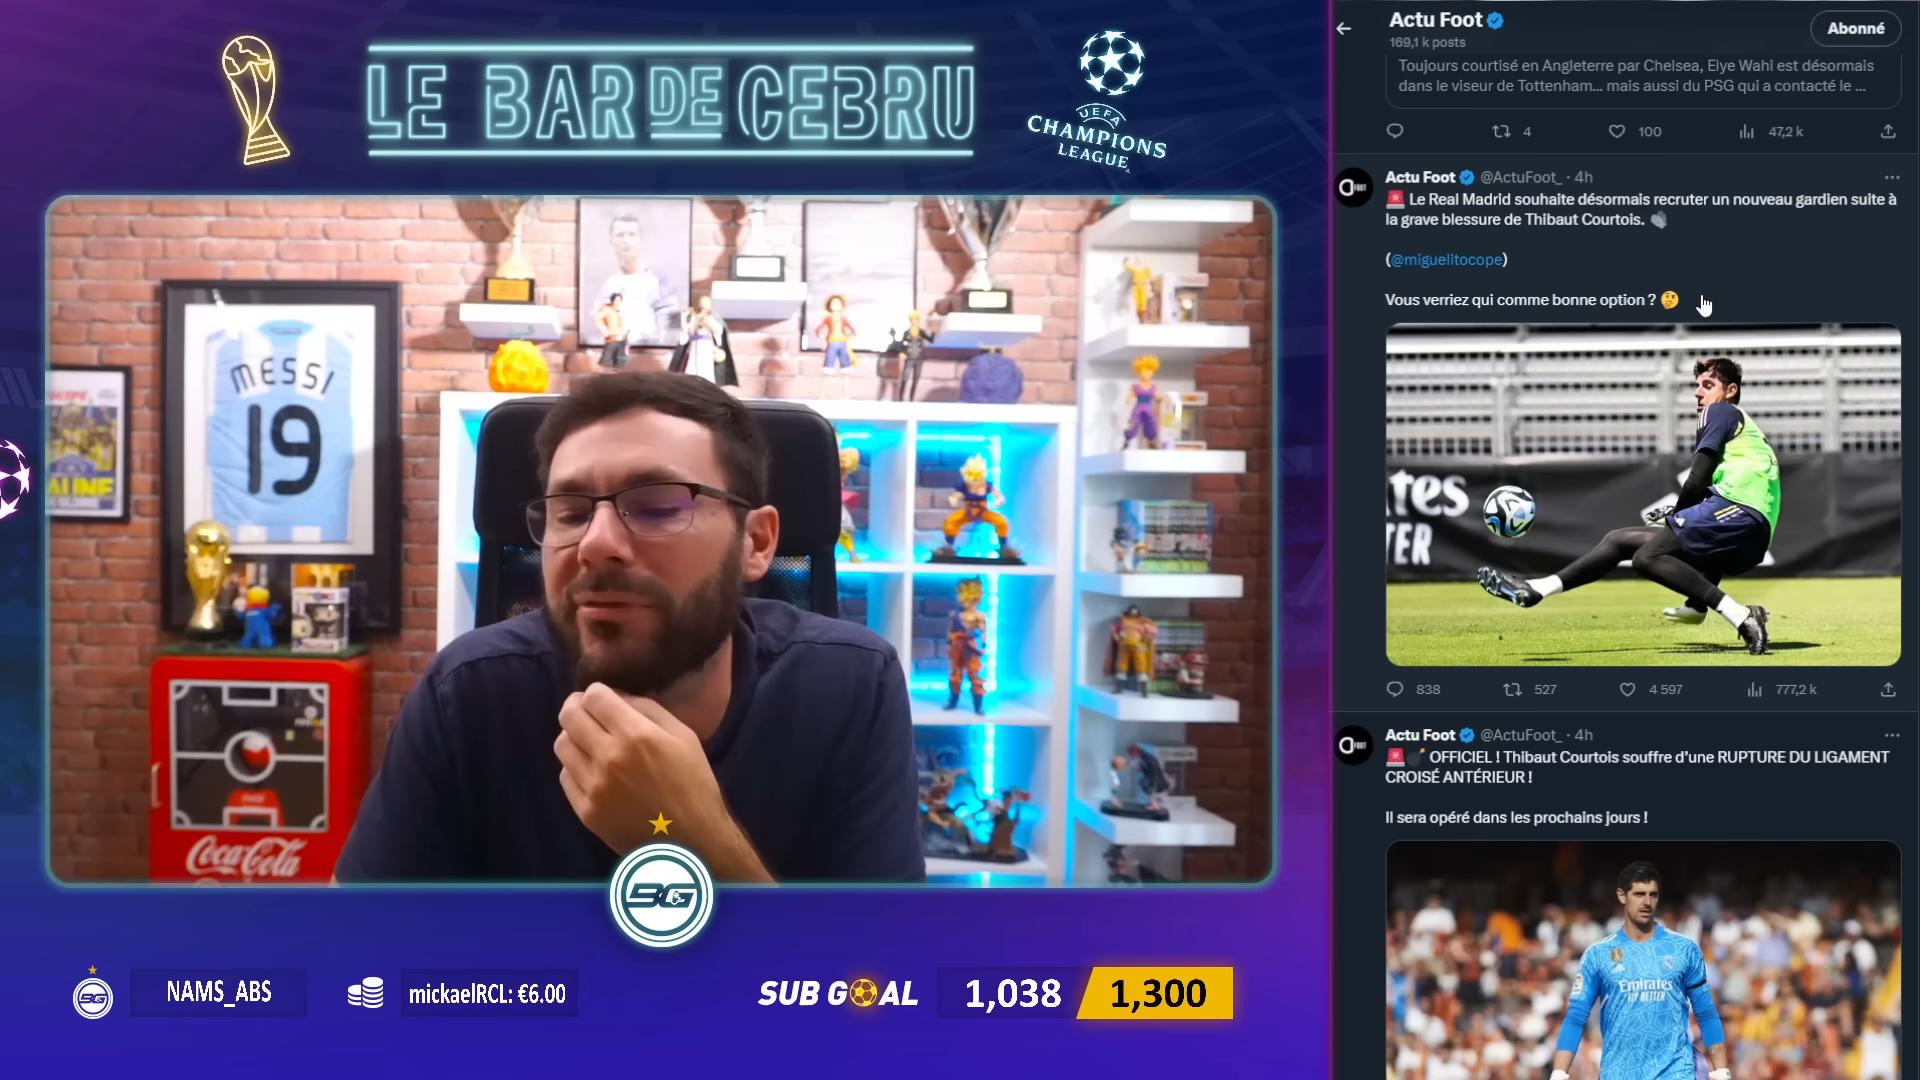 LE BAR DE CEBRU
UEFA
CHAMPIONS
LEAGUE
MESSI
19
Coca-Cola
BG
NAMS_ABS
mickaelRCL: €6.00
SUB GOAL
1,038
1,300
Actu Foot
169,1 k posts
Abonné
Toujours courtisé en Angleterre par Chelsea, Elye Wahi est désormais
dans le viseur de Tottenham... mais aussi du PSG qui a contacté le ...
4
100
47,2 k
Actu Foot @ActuFoot_ · 4h
🚨 Le Real Madrid souhaite désormais recruter un nouveau gardien suite à
la grave blessure de Thibaut Courtois. 🧤
(@miguelitocope)
Vous verriez qui comme bonne option ? 🤔
tes
TER
838
527
4 597
777,2 k
Actu Foot @ActuFoot_ · 4h
🚨💣 OFFICIEL ! Thibaut Courtois souffre d’une RUPTURE DU LIGAMENT
CROISÉ ANTÉRIEUR !
Il sera opéré dans les prochains jours !
Emirates
FLY BETTER